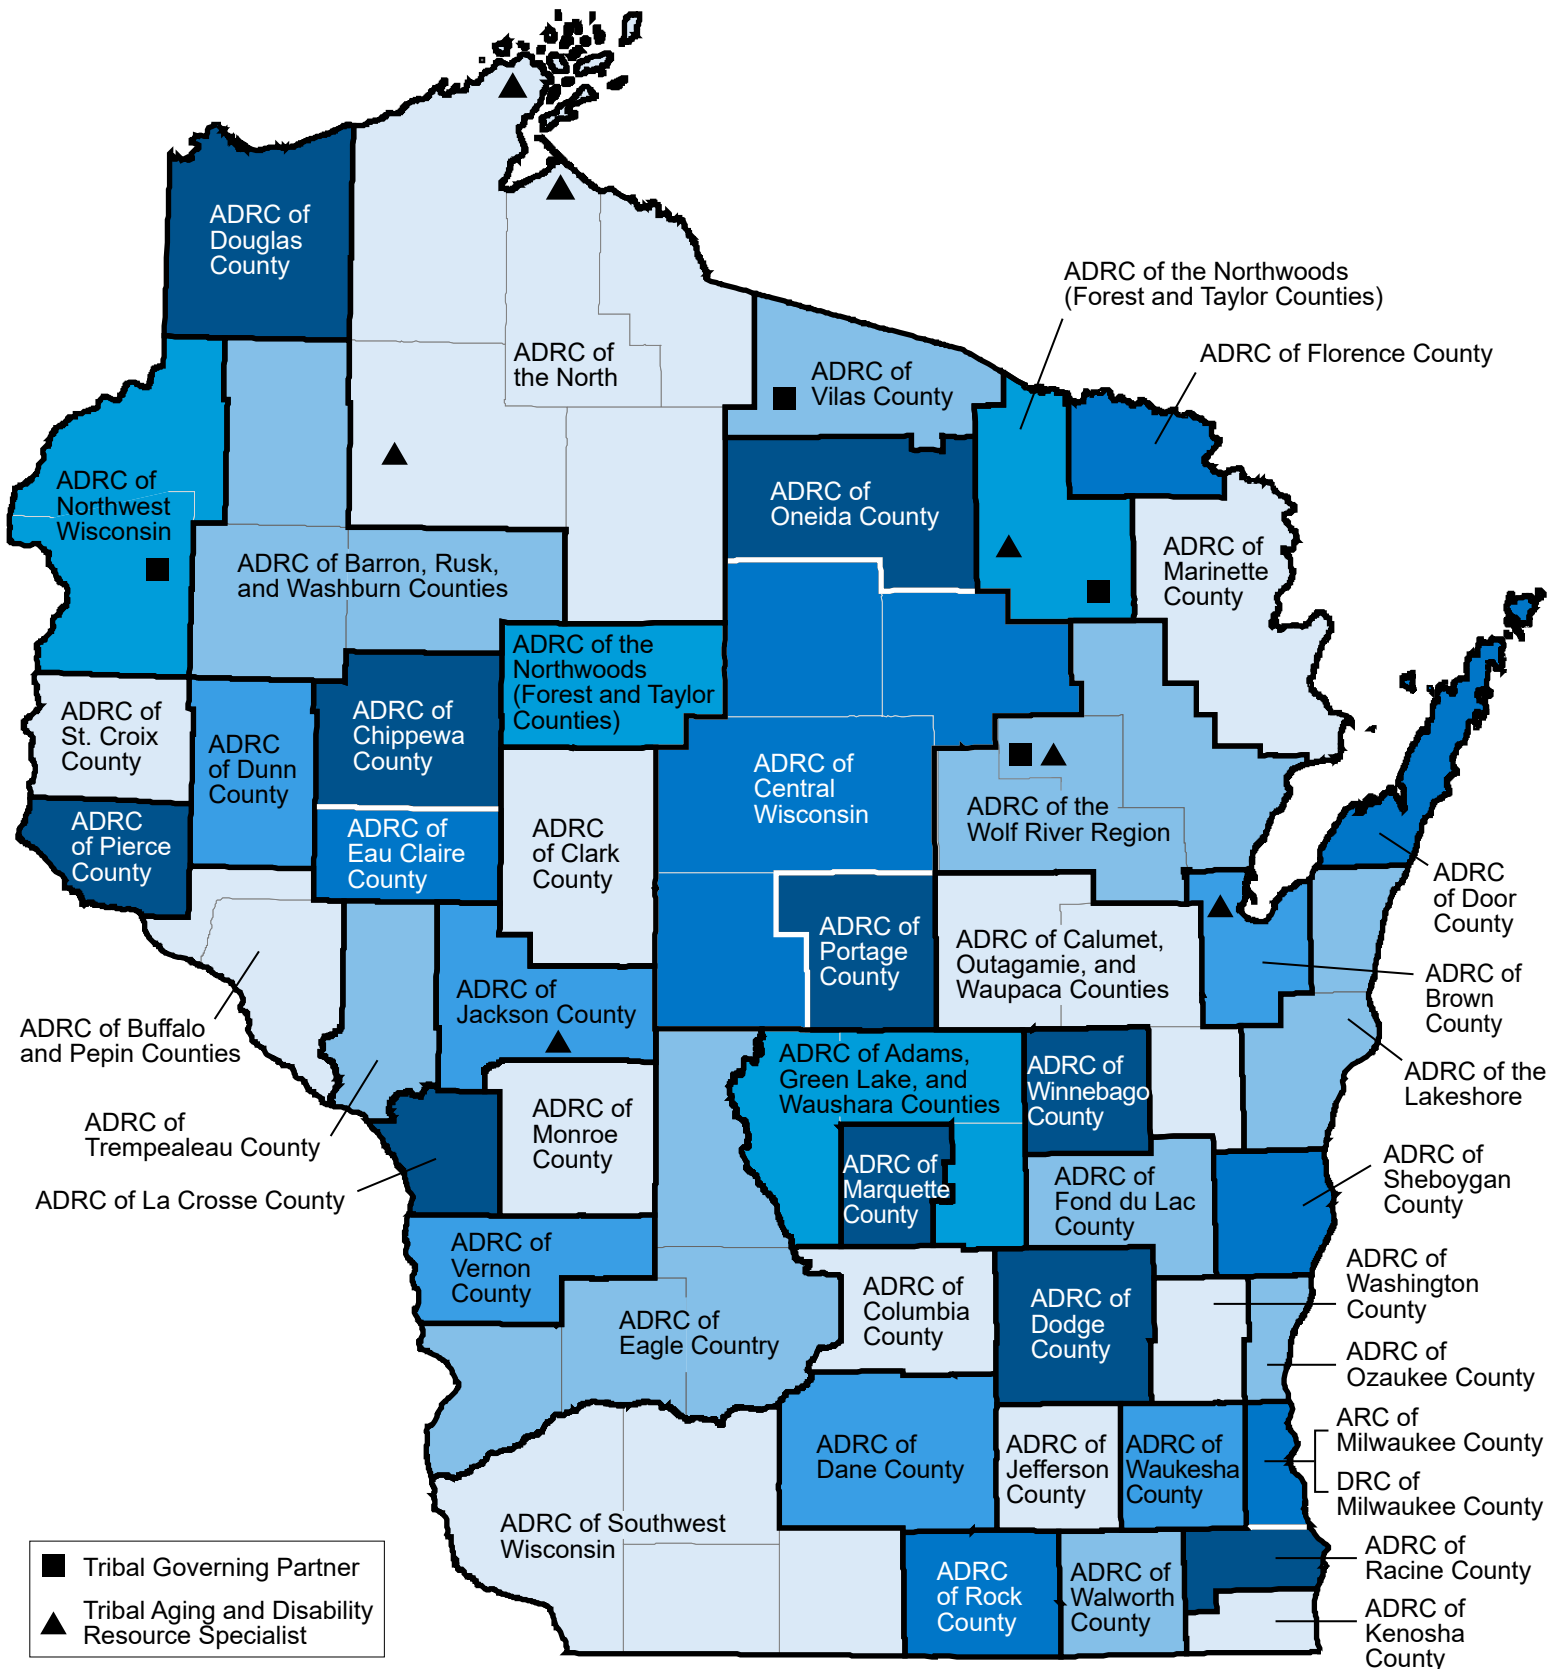 ADRC of
Douglas
County
ADRC of
the North
ADRC of the Northwoods
(Forest and Taylor Counties)
ADRC of Florence County
ADRC of
Vilas County
ADRC of
Northwest
Wisconsin
ADRC of
Oneida County
ADRC of Barron, Rusk,
and Washburn Counties
ADRC of
Marinette
County
ADRC of the
Northwoods
(Forest and Taylor
Counties)
ADRC of
St. Croix
County
ADRC
of Dunn
County
ADRC of
Chippewa
County
ADRC of
Central
Wisconsin
ADRC of the
Wolf River Region
ADRC
of Pierce
County
ADRC of
Eau Claire
County
ADRC
of Clark
County
ADRC
of Door
County
ADRC of
Portage
County
ADRC of Calumet,
Outagamie, and
Waupaca Counties
ADRC of
Brown
County
ADRC of
Jackson County
ADRC of Buffalo
and Pepin Counties
ADRC of Adams,
Green Lake, and
Waushara Counties
ADRC of
Winnebago
County
ADRC of the
Lakeshore
ADRC of
Trempealeau County
ADRC of
Monroe
County
ADRC of La Crosse County
ADRC of
Marquette
County
ADRC of
Fond du Lac
County
ADRC of
Sheboygan
County
ADRC of
Vernon
County
ADRC of
Eagle Country
ADRC of
Columbia
County
ADRC of
Dodge
County
ADRC of
Washington
County
ADRC of
Ozaukee County
ADRC of
Dane County
ADRC of
Jefferson
County
ADRC of
Waukesha
County
ARC of
Milwaukee County
DRC of
Milwaukee County
ADRC of Southwest
Wisconsin
ADRC
of Rock
County
ADRC of
Walworth
County
ADRC of
Racine County
ADRC of
Kenosha
County
Tribal Governing Partner
Tribal Aging and Disability
Resource Specialist